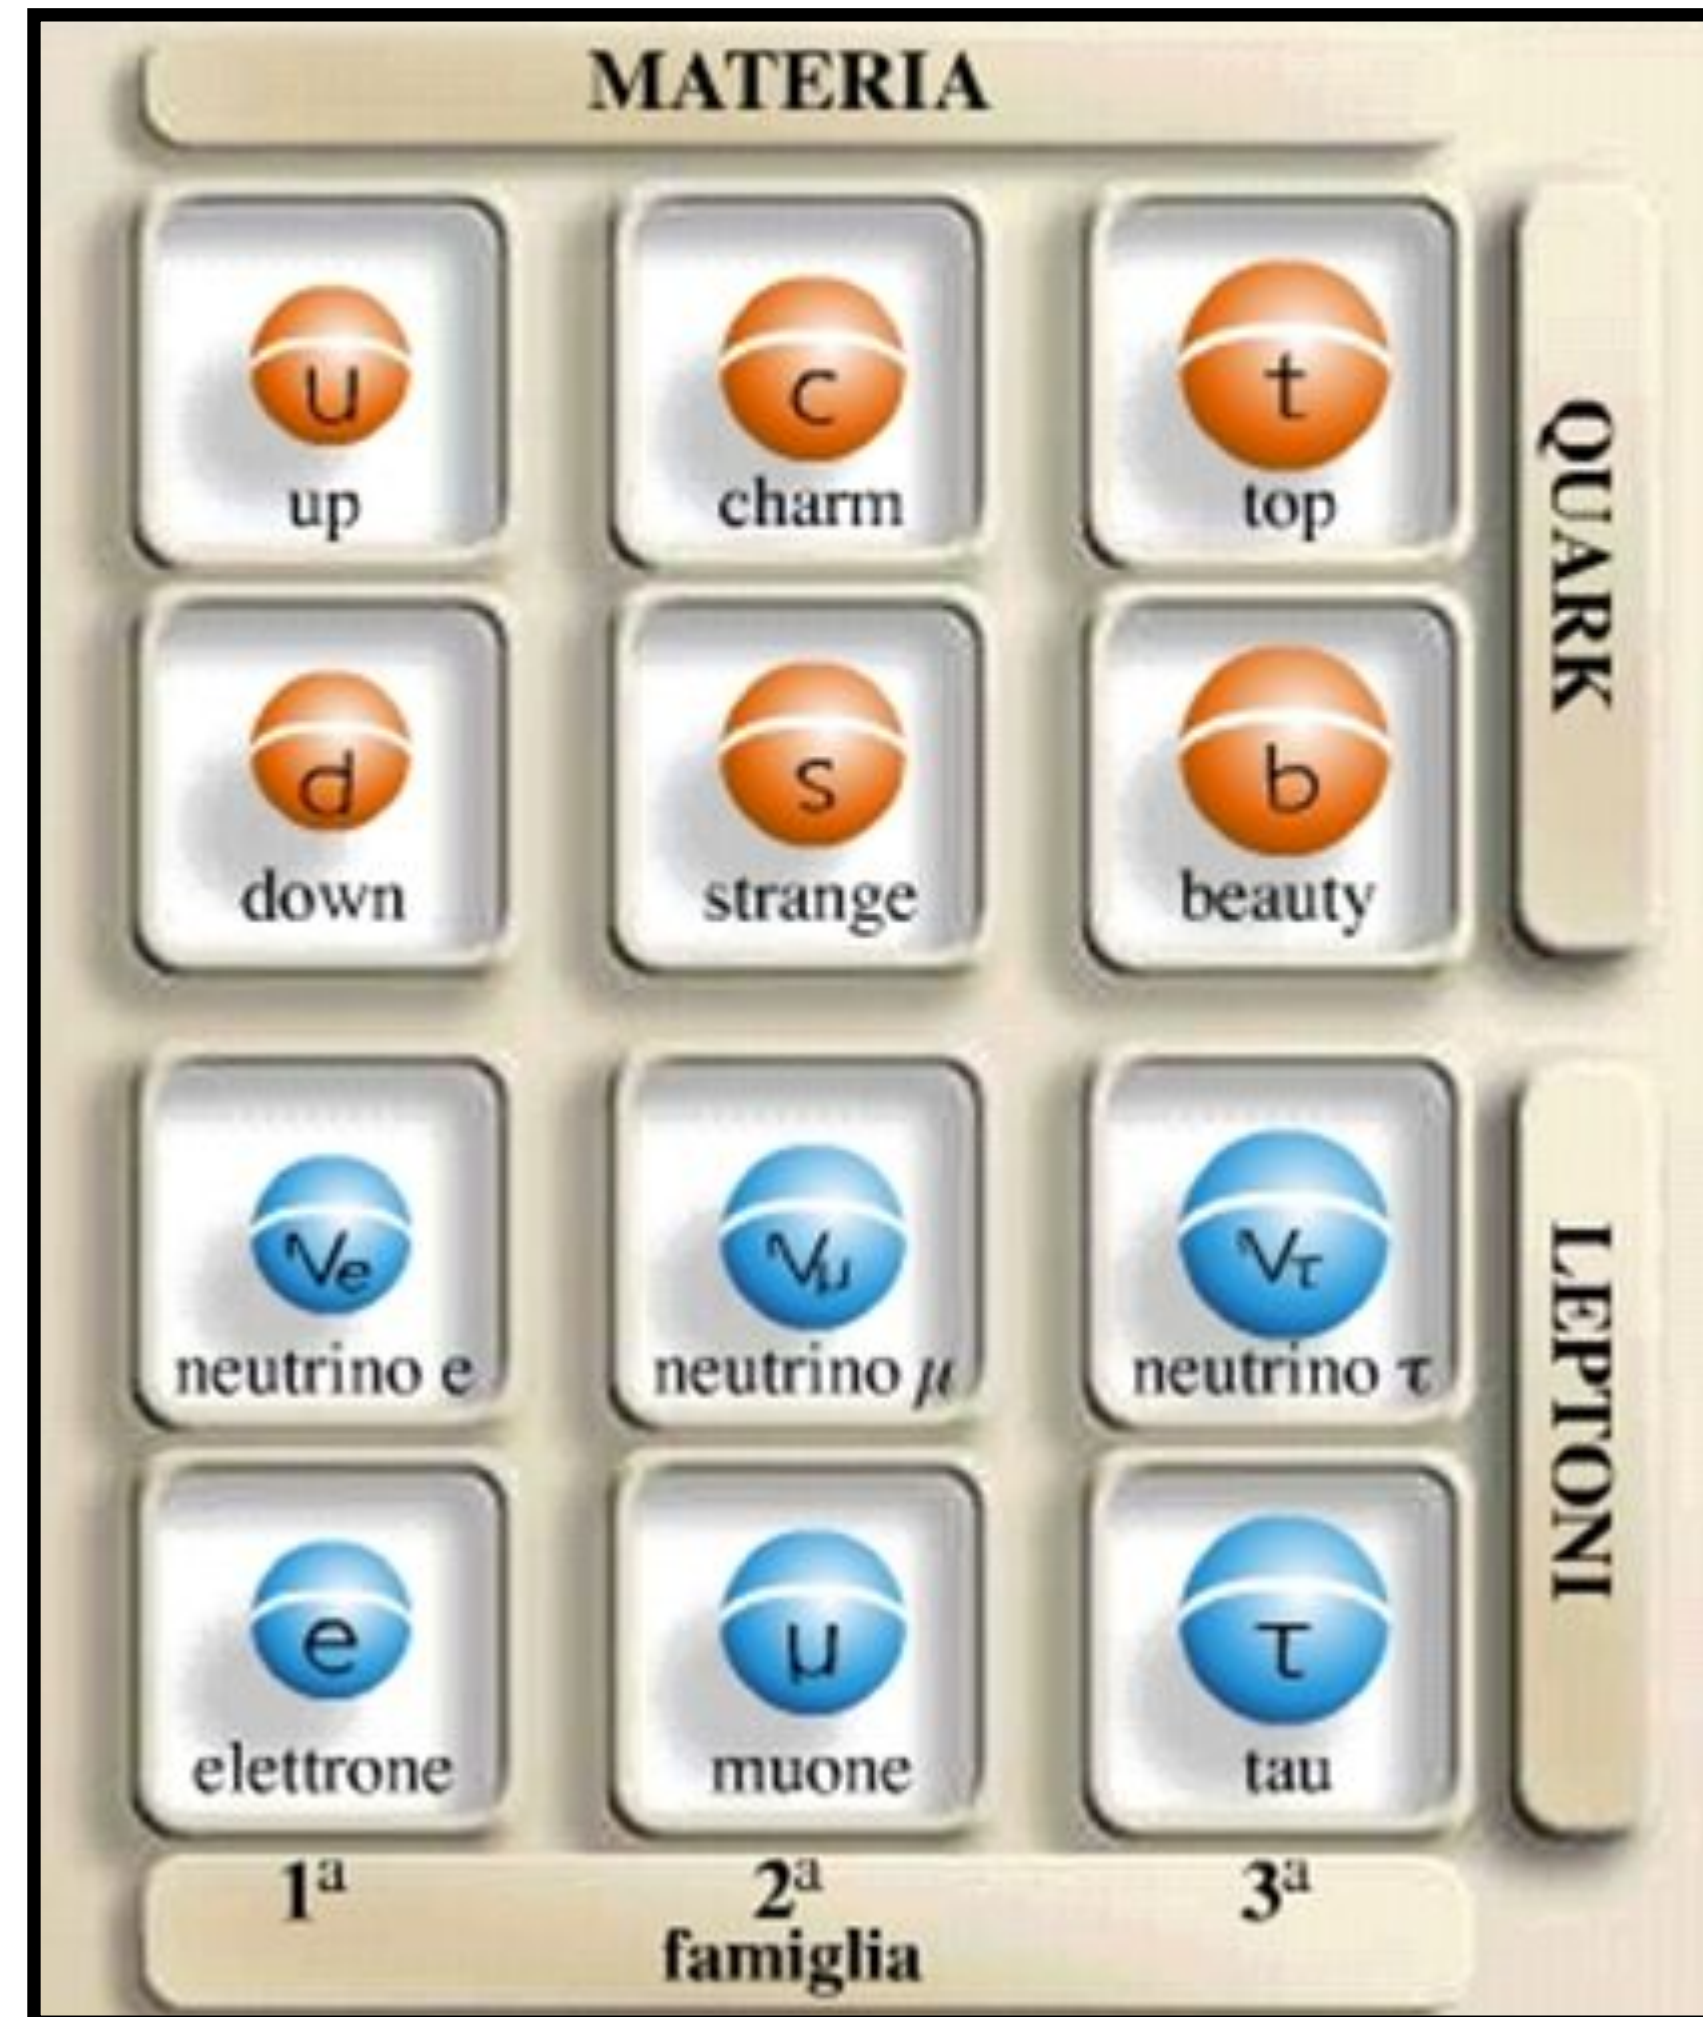 MATERIA
u
up
c
charm
t
top
d
down
s
strange
b
beauty
QUARK
νe
neutrino e
νμ
neutrino μ
ντ
neutrino τ
e
elettrone
μ
muone
τ
tau
LEPTONI
1ª 2ª 3ª
famiglia